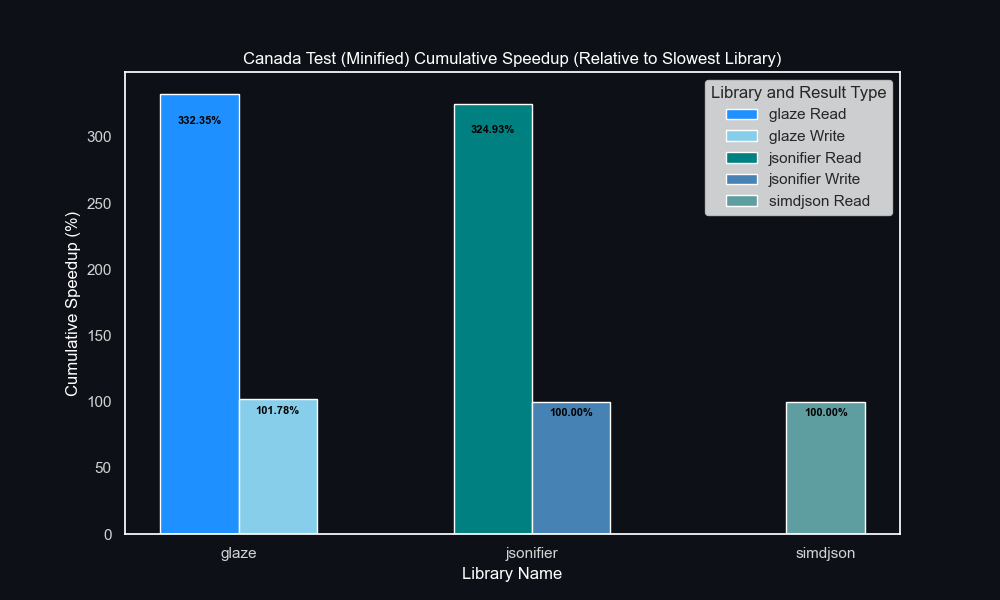 Canada Test (Minified) Cumulative Speedup (Relative to Slowest Library)
Library and Result Type
glaze Read
glaze Write
jsonifier Read
jsonifier Write
simdjson Read
Cumulative Speedup (%)
300
250
200
150
100
50
0
332.35%
101.78%
324.93%
100.00%
100.00%
glaze
jsonifier
simdjson
Library Name